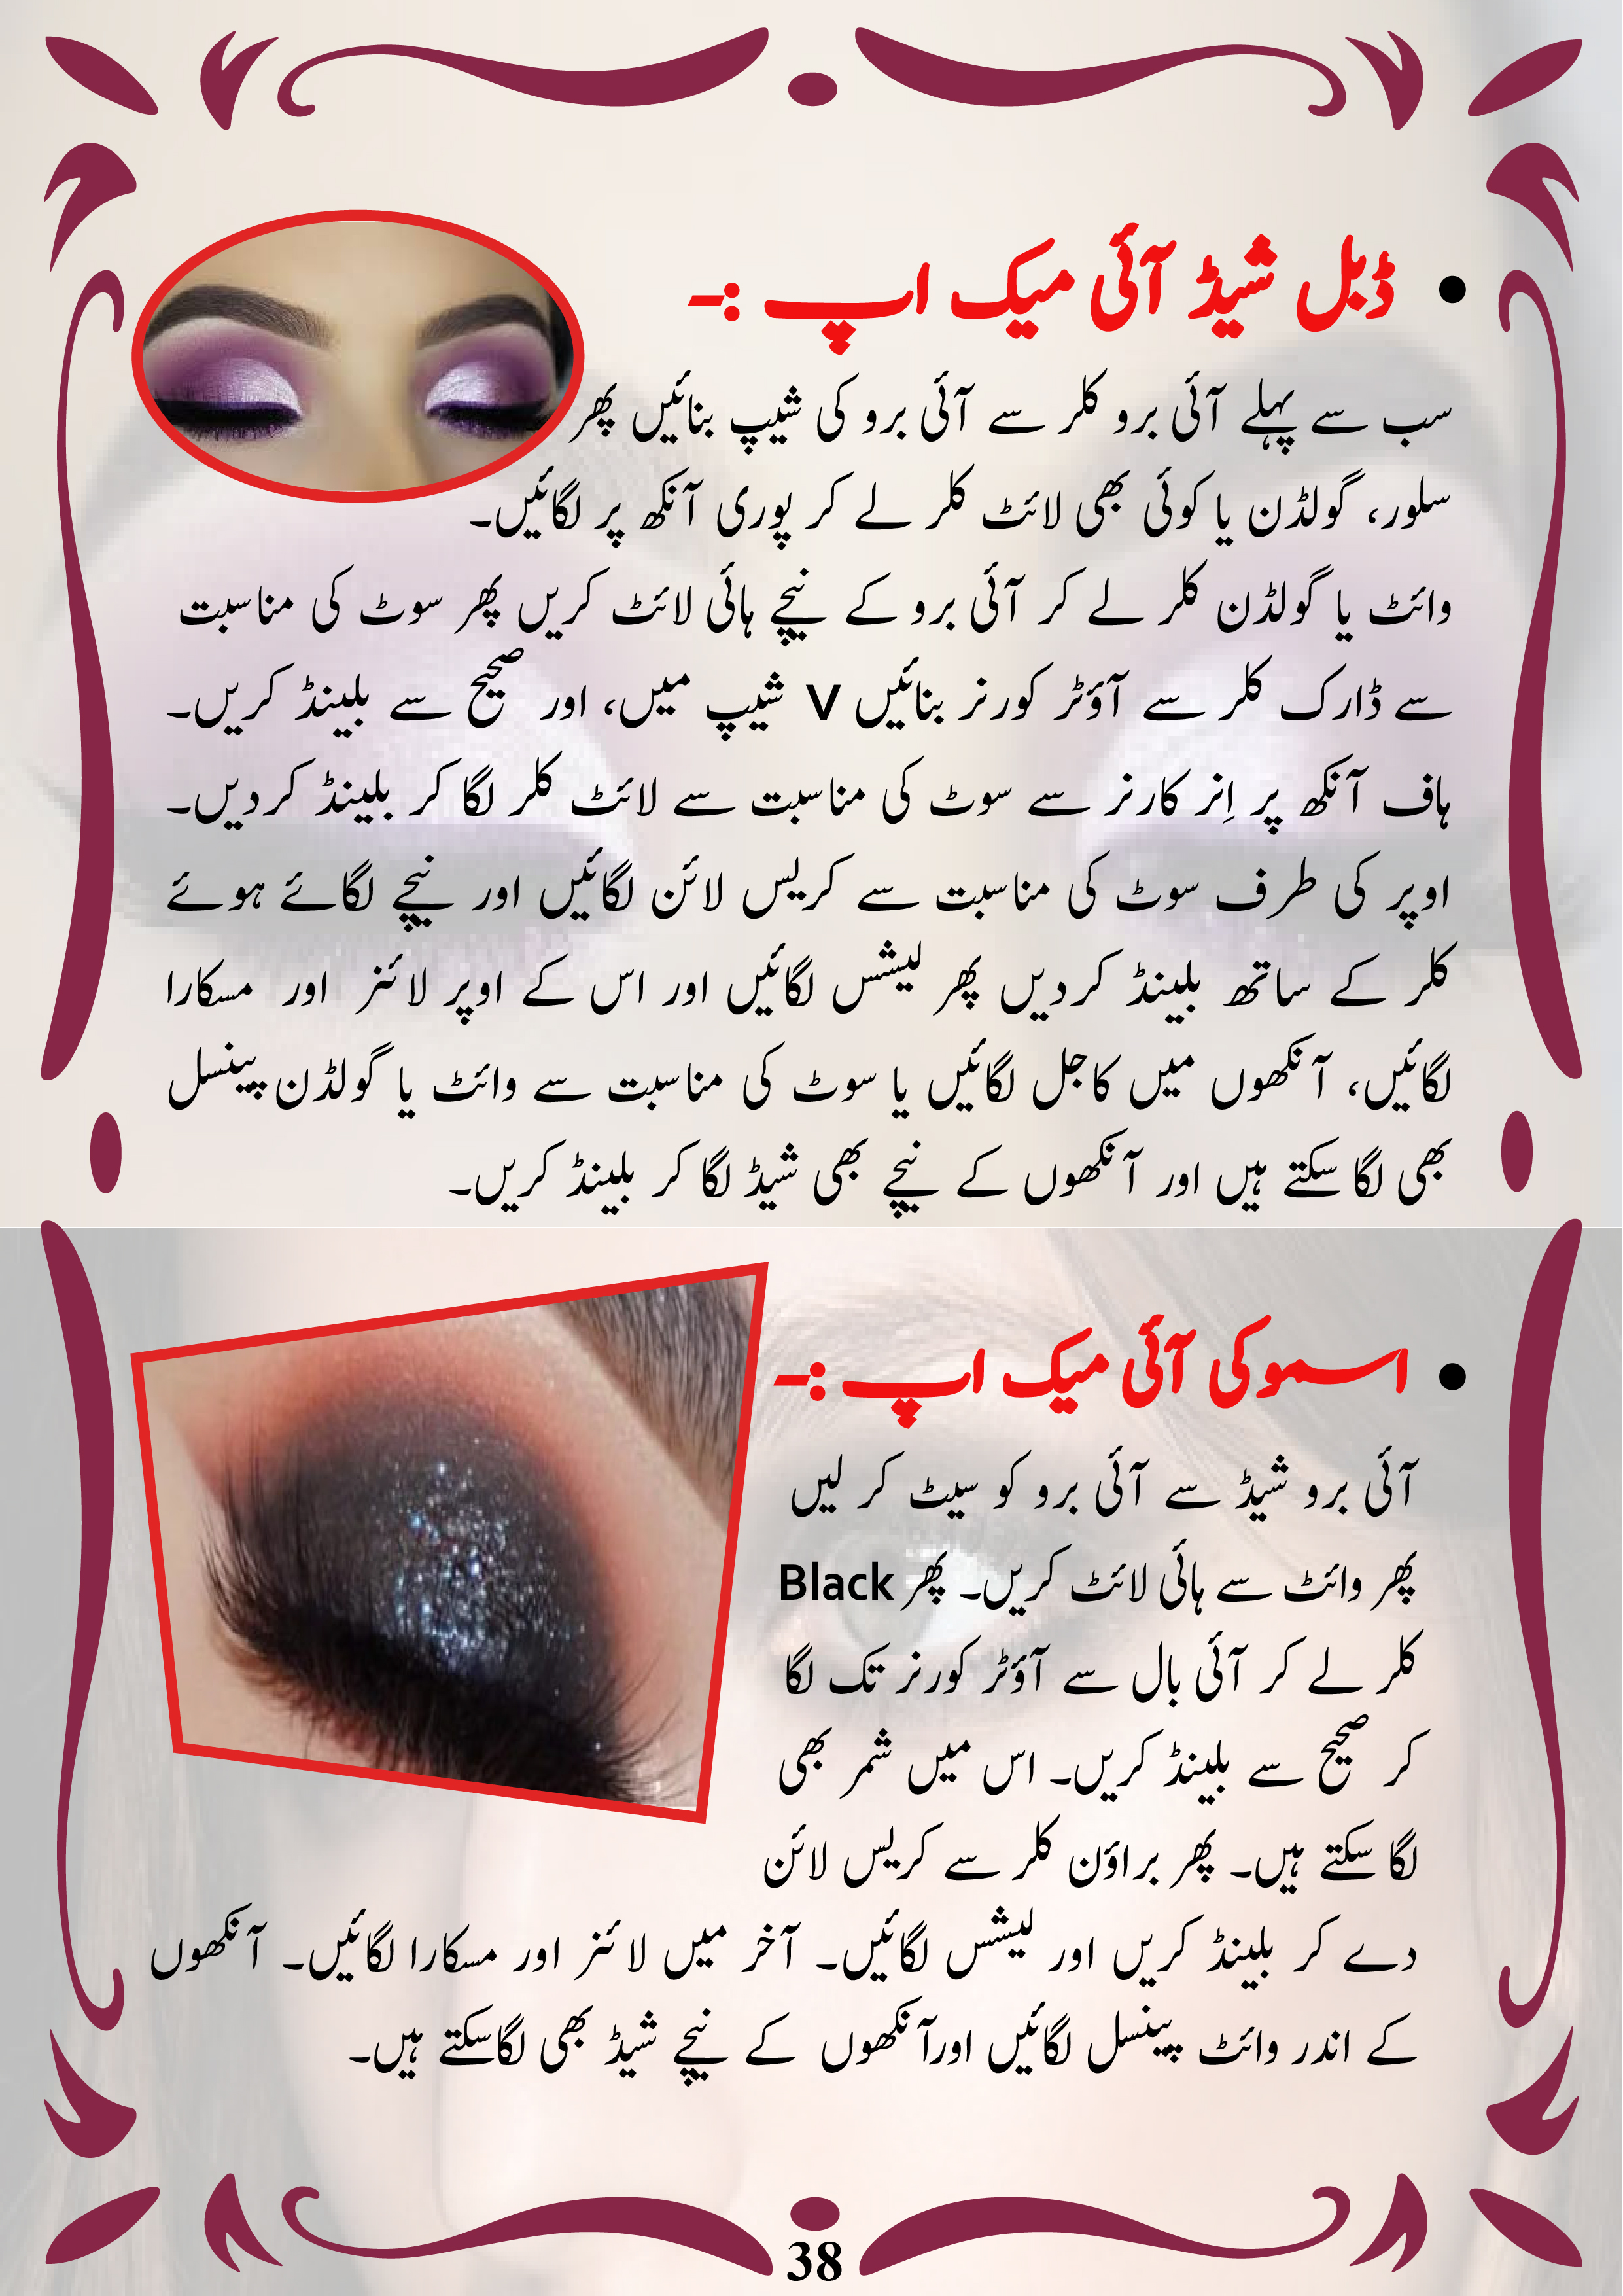 • ڈبل شیڈ آئی میک اپ :-
سب سے پہلے آئی برو کلر سے آئی برو کی شیپ بنائیں پھر
سلور، گولڈن یا کوئی بھی لائٹ کلر لے کر پوری آنکھ پر لگائیں۔
وائٹ یا گولڈن کلر لے کر آئی برو کے نیچے ہائی لائٹ کریں پھر سوٹ کی مناسبت
سے ڈارک کلر سے آؤٹر کورنر بنائیں V شیپ میں، اور صحیح سے بلینڈ کریں۔
ہاف آنکھ پر اِنر کارنر سے سوٹ کی مناسبت سے لائٹ کلر لگا کر بلینڈ کردیں۔
اوپر کی طرف سوٹ کی مناسبت سے کریس لائن لگائیں اور نیچے لگائے ہوئے
کلر کے ساتھ بلینڈ کردیں پھر لیشس لگائیں اور اس کے اوپر لائنر اور مسکارا
لگائیں، آنکھوں میں کاجل لگائیں یا سوٹ کی مناسبت سے وائٹ یا گولڈن پینسل
بھی لگا سکتے ہیں اور آنکھوں کے نیچے بھی شیڈ لگا کر بلینڈ کریں۔
• اسموکی آئی میک اپ :-
آئی برو شیڈ سے آئی برو کو سیٹ کر لیں
پھر وائٹ سے ہائی لائٹ کریں۔ پھر Black
کلر لے کر آئی بال سے آؤٹر کورنر تک لگا
کر صحیح سے بلینڈ کریں۔ اس میں شمر بھی
لگا سکتے ہیں۔ پھر براؤن کلر سے کریس لائن
دے کر بلینڈ کریں اور لیشس لگائیں۔ آخر میں لائنر اور مسکارا لگائیں۔ آنکھوں
کے اندر وائٹ پینسل لگائیں اورآنکھوں کے نیچے شیڈ بھی لگاسکتے ہیں۔
38